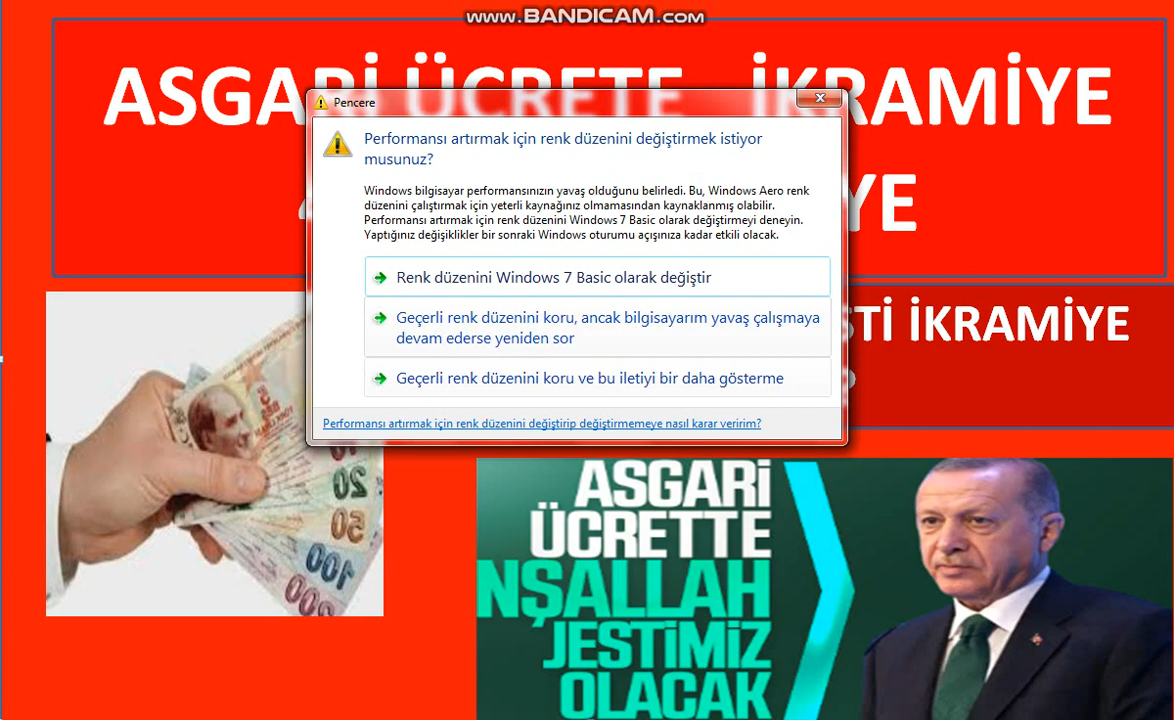 www.BANDICAM.com
ASGARİ ÜCRETE İKRAMİYE
Pencere
Performansı artırmak için renk düzenini değiştirmek istiyor
musunuz?
Windows bilgisayar performansınızın yavaş olduğunu belirledi. Bu, Windows Aero renk
düzenini çalıştırmak için yeterli kaynağınız olmamasından kaynaklanmış olabilir.
Performansı artırmak için renk düzenini Windows 7 Basic olarak değiştirmeyi deneyin.
Yaptığınız değişiklikler bir sonraki Windows oturumu açışınıza kadar etkili olacak.
YE
Renk düzenini Windows 7 Basic olarak değiştir
Geçerli renk düzenini koru, ancak bilgisayarım yavaş çalışmaya
devam ederse yeniden sor
Geçerli renk düzenini koru ve bu iletiyi bir daha gösterme
Performansı artırmak için renk düzenini değiştirip değiştirmemeye nasıl karar veririm?
STİ İKRAMİYE
20
50
100
ASGARİ
ÜCRETTE
NŞALLAH
JESTİMİZ
OLACAK